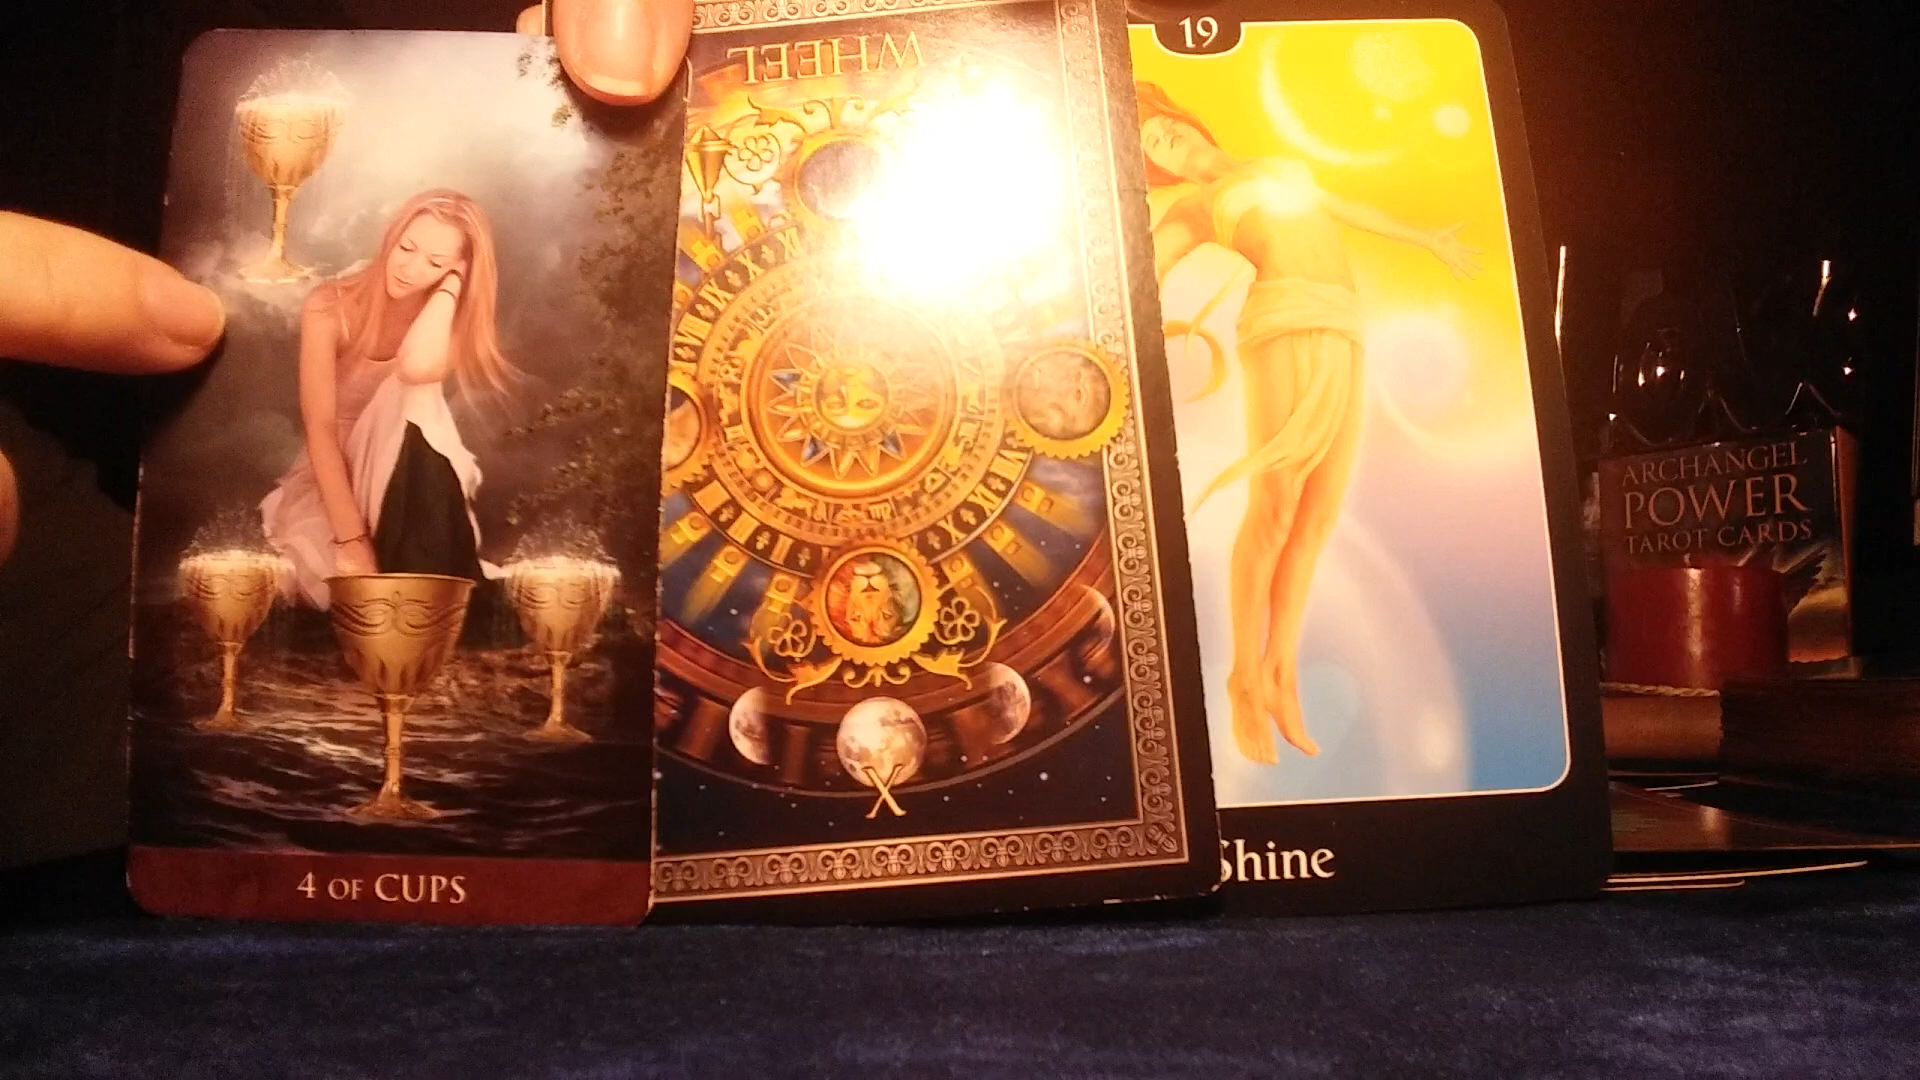 4 OF CUPS
WHEEL
X
19
Shine
ARCHANGEL
POWER
TAROT CARDS